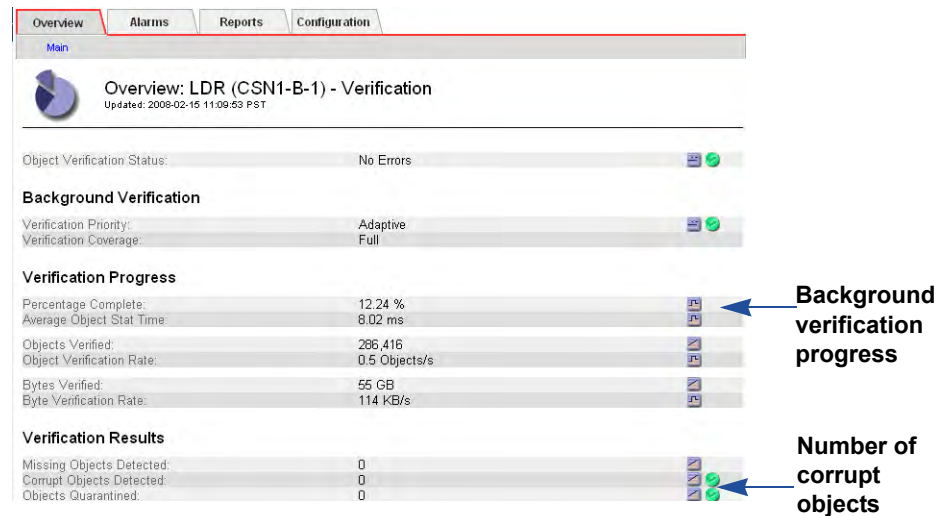 Overview Alarms Reports Configuration
Main
Overview: LDR (CSN1-B-1) - Verification
Updated: 2008-02-15 11:09:53 PST
Object Verification Status: No Errors
Background Verification
Verification Priority: Adaptive
Verification Coverage: Full
Verification Progress
Percentage Complete: 12.24 %
Average Object Stat Time: 8.02 ms
Objects Verified: 286,416
Object Verification Rate: 0.5 Objects/s
Bytes Verified: 55 GB
Byte Verification Rate: 114 KB/s
Background
verification
progress
Verification Results
Missing Objects Detected: 0
Corrupt Objects Detected: 0
Objects Quarantined: 0
Number of
corrupt
objects